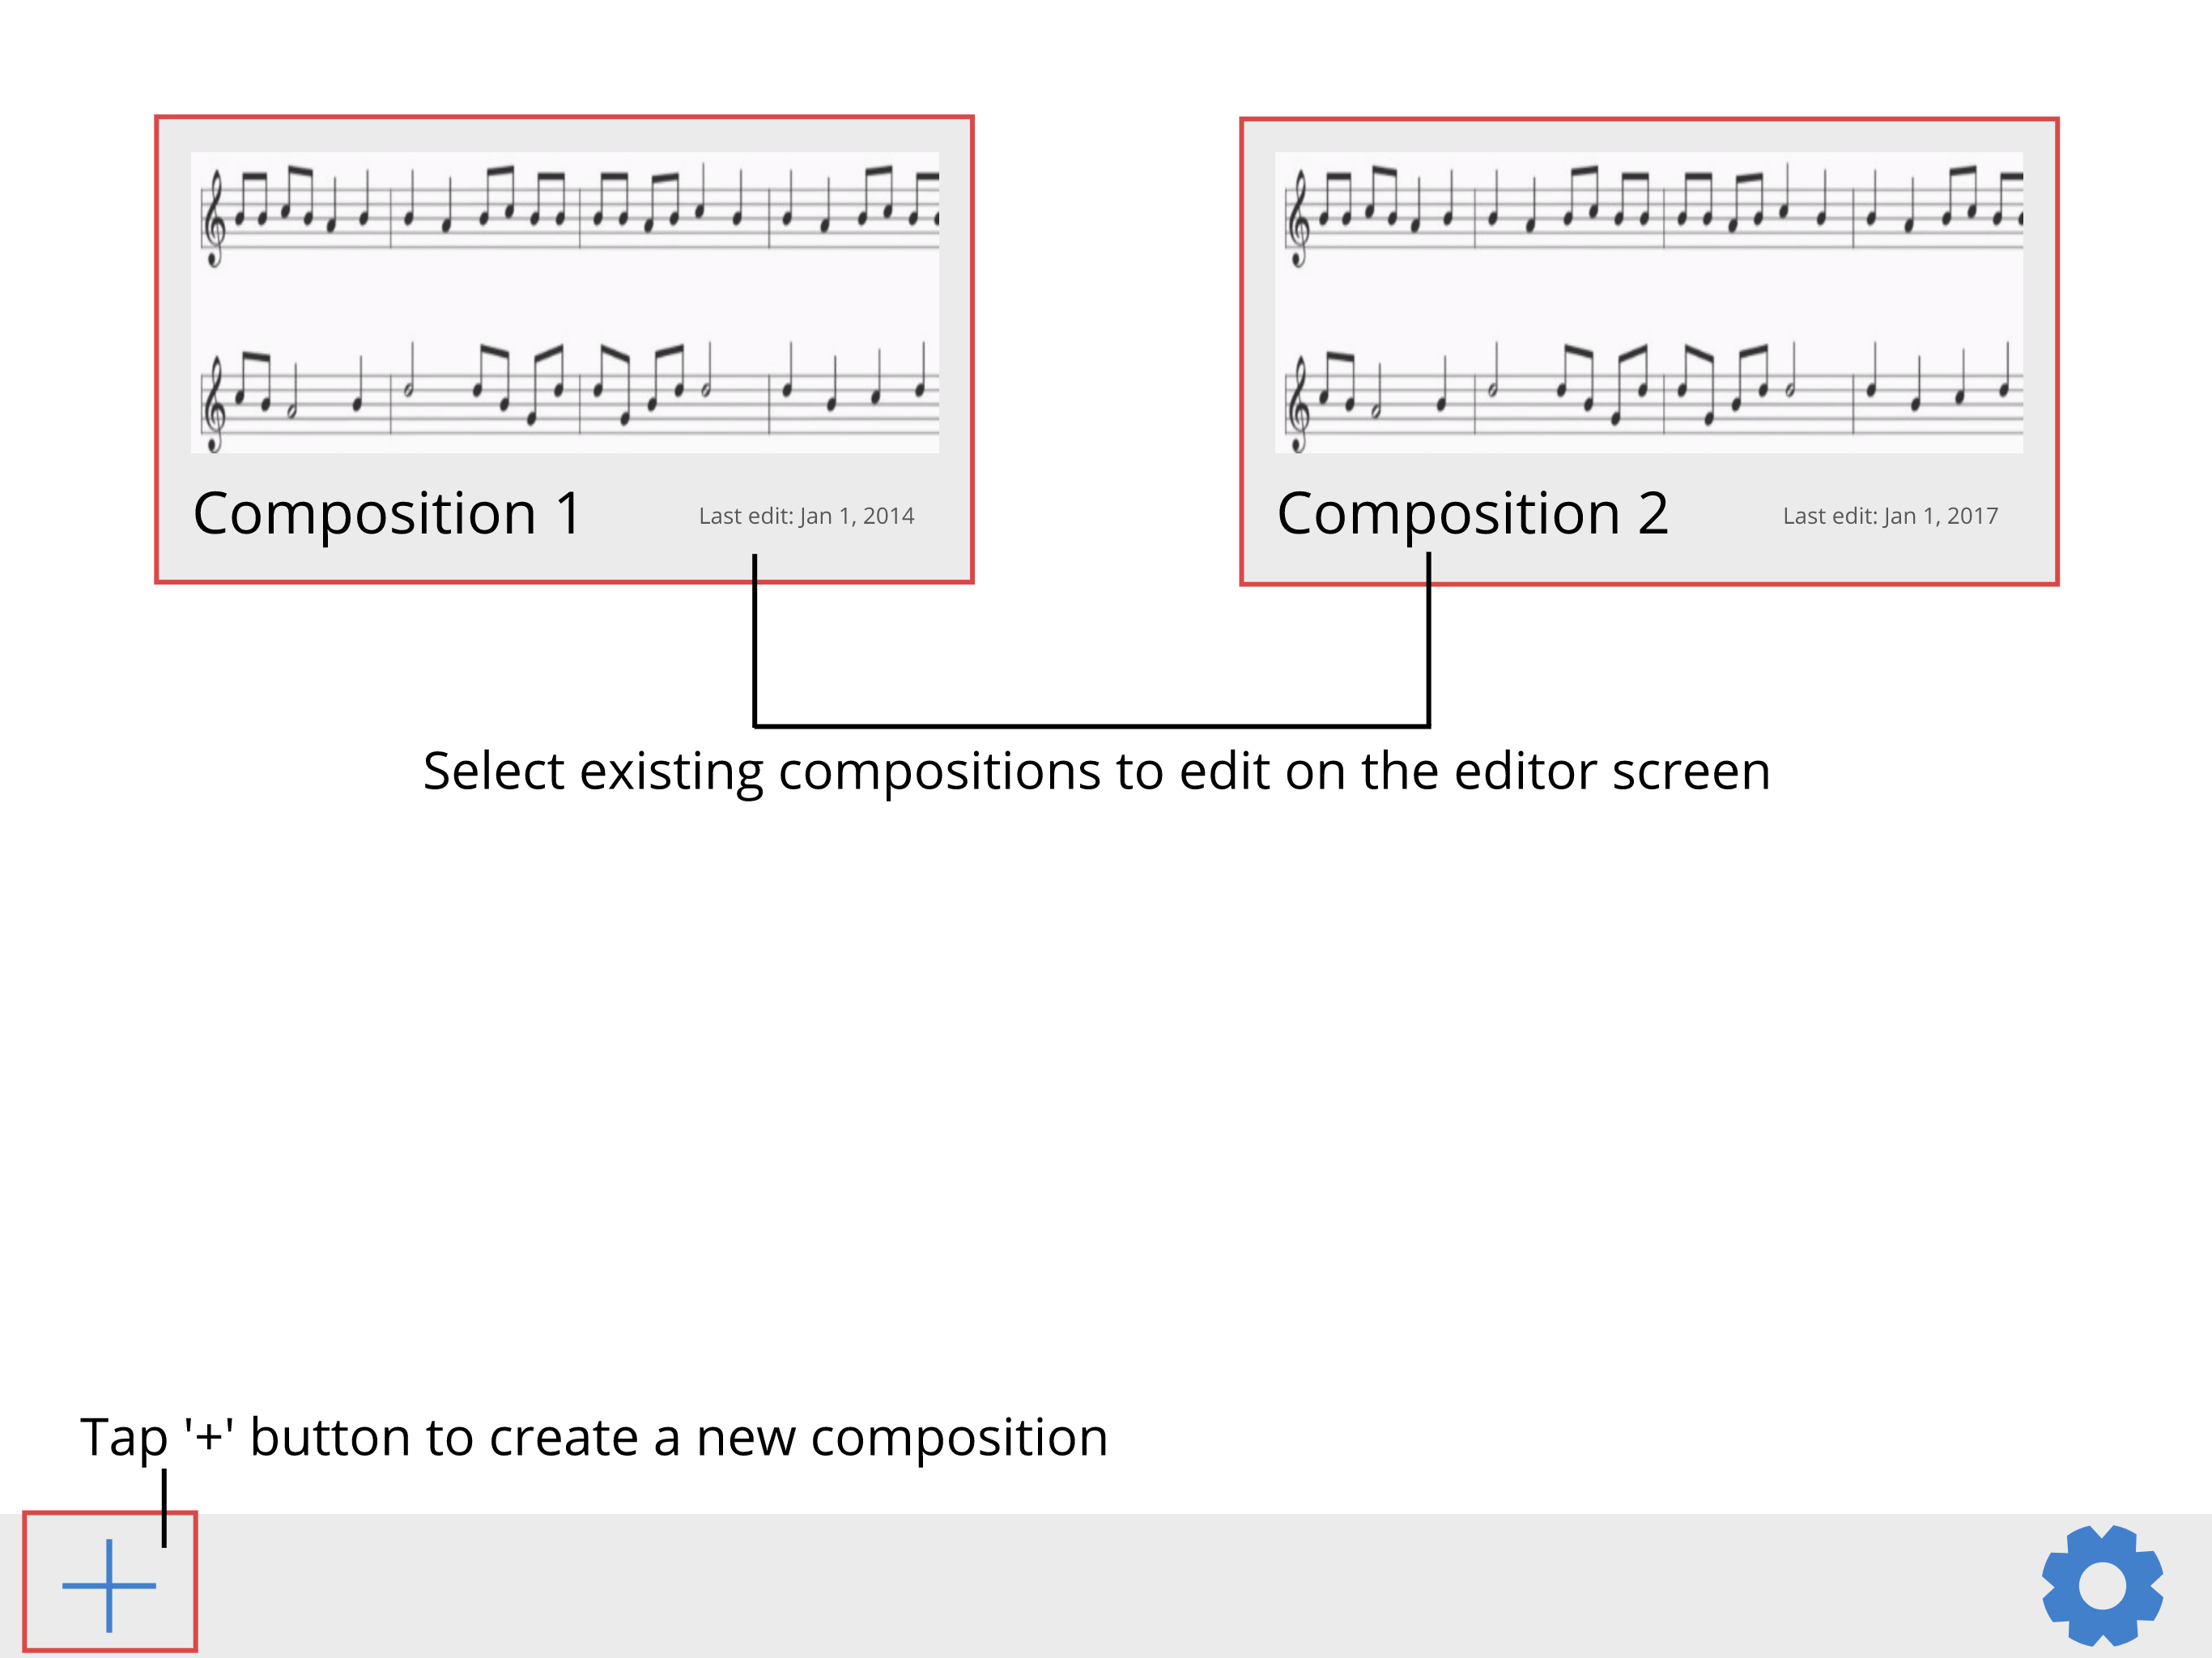 Composition 1
Last edit: Jan 1, 2014
Composition 2
Last edit: Jan 1, 2017
Select existing compositions to edit on the editor screen
Tap '+' button to create a new composition